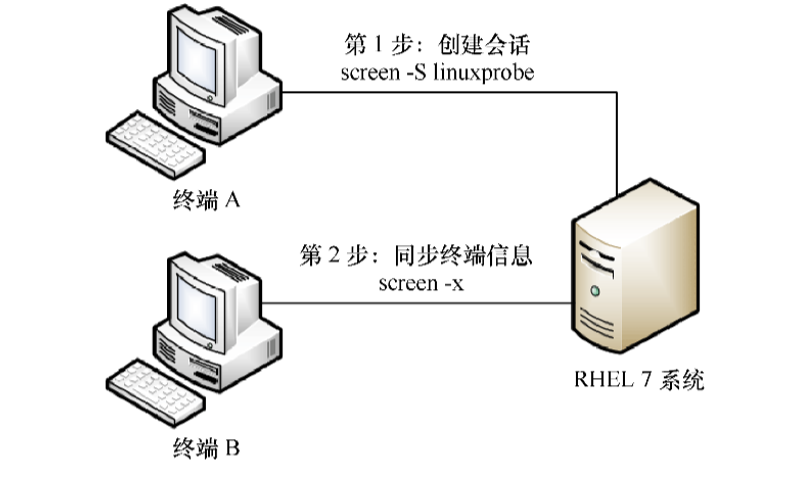 第 1 步：创建会话
screen -S linuxprobe
终端 A
第 2 步：同步终端信息
screen -x
RHEL 7 系统
终端 B